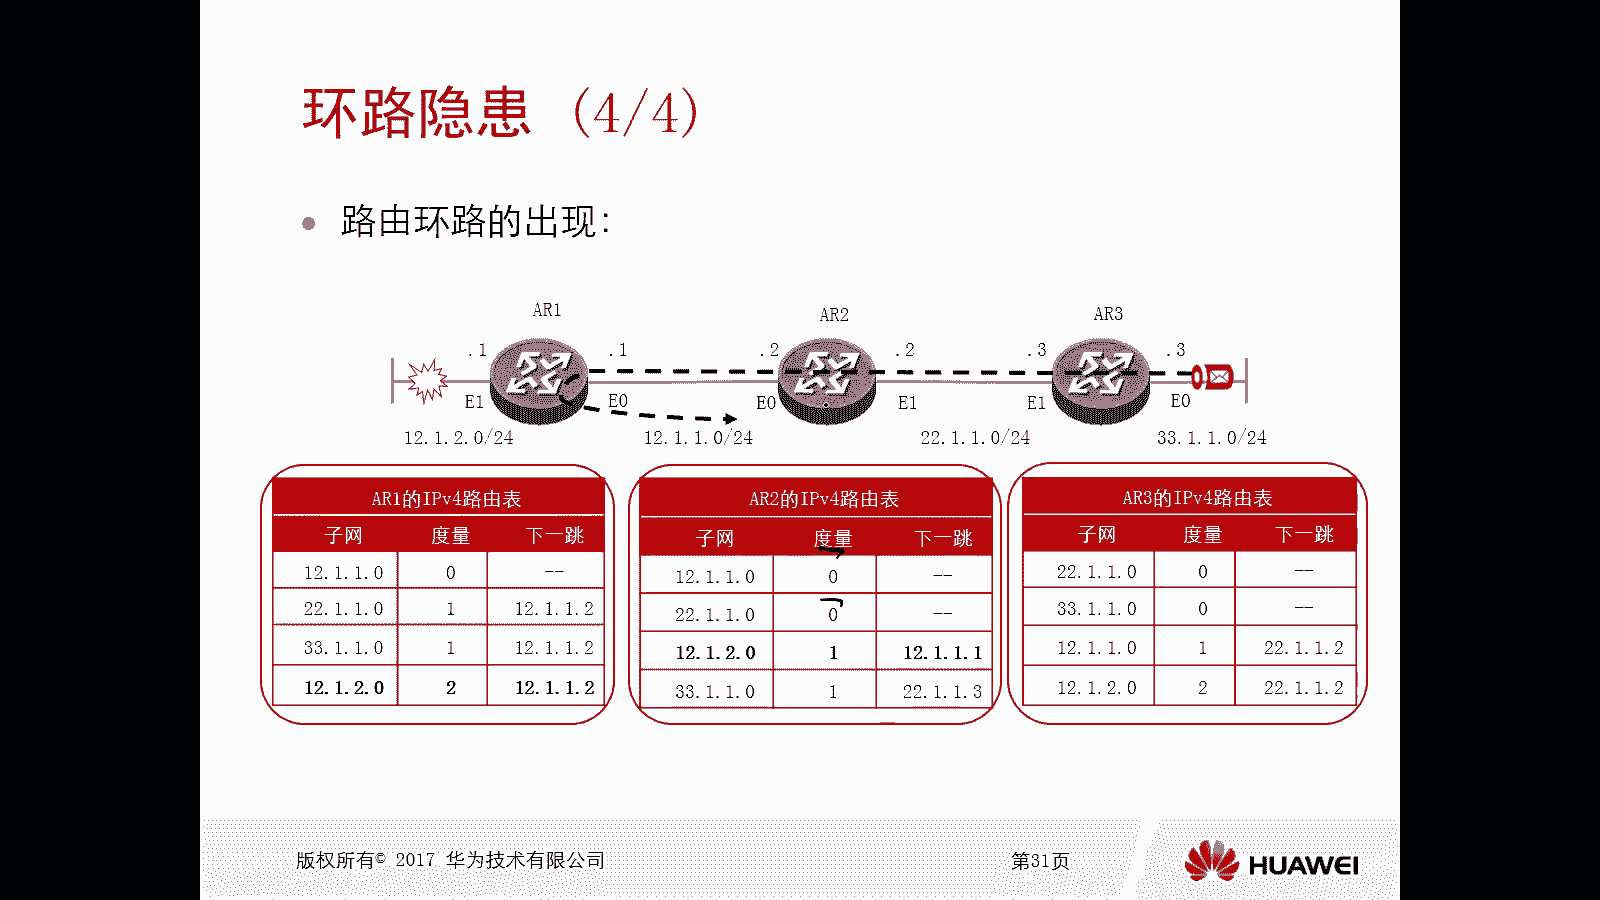 环路隐患 (4/4)
路由环路的出现:
AR1 AR2 AR3
.1 .1 .2 .2 .3 .3
E1 E0 E0 E1 E1 E0
12.1.2.0/24 12.1.1.0/24 22.1.1.0/24 33.1.1.0/24
AR1的IPv4路由表
子网 度量 下一跳
12.1.1.0 0 --
22.1.1.0 1 12.1.1.2
33.1.1.0 1 12.1.1.2
12.1.2.0 2 12.1.1.2
AR2的IPv4路由表
子网 度量 下一跳
12.1.1.0 0 --
22.1.1.0 0 --
12.1.2.0 1 12.1.1.1
33.1.1.0 1 22.1.1.3
AR3的IPv4路由表
子网 度量 下一跳
22.1.1.0 0 --
33.1.1.0 0 --
12.1.1.0 1 22.1.1.2
12.1.2.0 2 22.1.1.2
版权所有© 2017 华为技术有限公司
第31页
HUAWEI